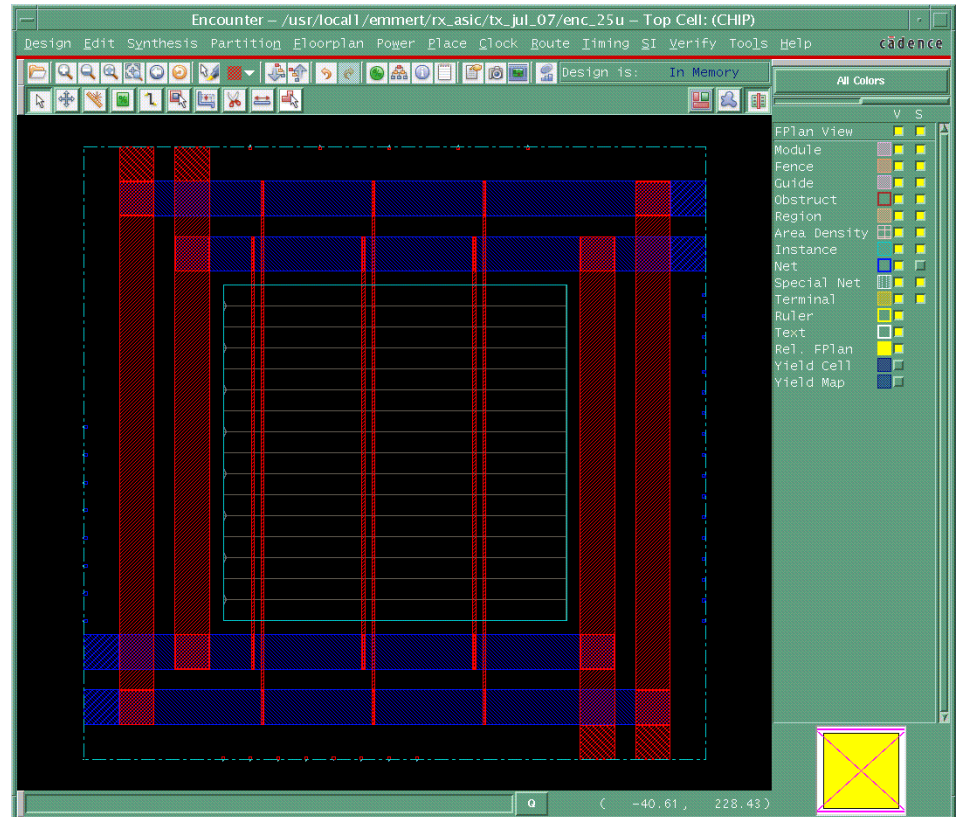 Encounter – /usr/local1/emmert/rx_asic/tx_jul_07/enc_25u – Top Cell: (CHIP)
Design Edit Synthesis Partition Floorplan Power Place Clock Route Timing SI Verify Tools Help cādence
Design is: In Memory
All Colors
V S
FPlan View
Module
Fence
Guide
Obstruct
Region
Area Density
Instance
Net
Special Net
Terminal
Ruler
Text
Rel. FPlan
Yield Cell
Yield Map
Q ( -40.61, 228.43)